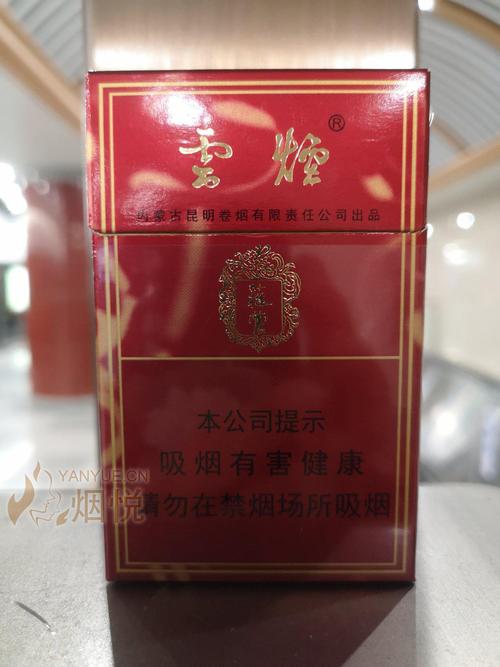 雲煙®
内蒙古昆明卷烟有限责任公司出品
本公司提示
吸烟有害健康
YANYUE.CN
烟悦
请勿在禁烟场所吸烟